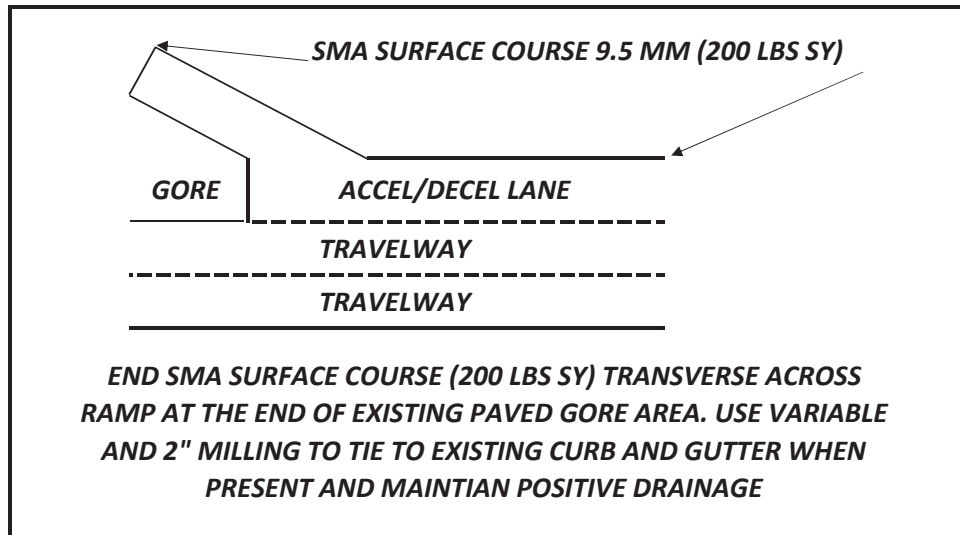 SMA SURFACE COURSE 9.5 MM (200 LBS SY)
GORE
ACCEL/DECEL LANE
TRAVELWAY
TRAVELWAY
END SMA SURFACE COURSE (200 LBS SY) TRANSVERSE ACROSS
RAMP AT THE END OF EXISTING PAVED GORE AREA. USE VARIABLE
AND 2" MILLING TO TIE TO EXISTING CURB AND GUTTER WHEN
PRESENT AND MAINTIAN POSITIVE DRAINAGE